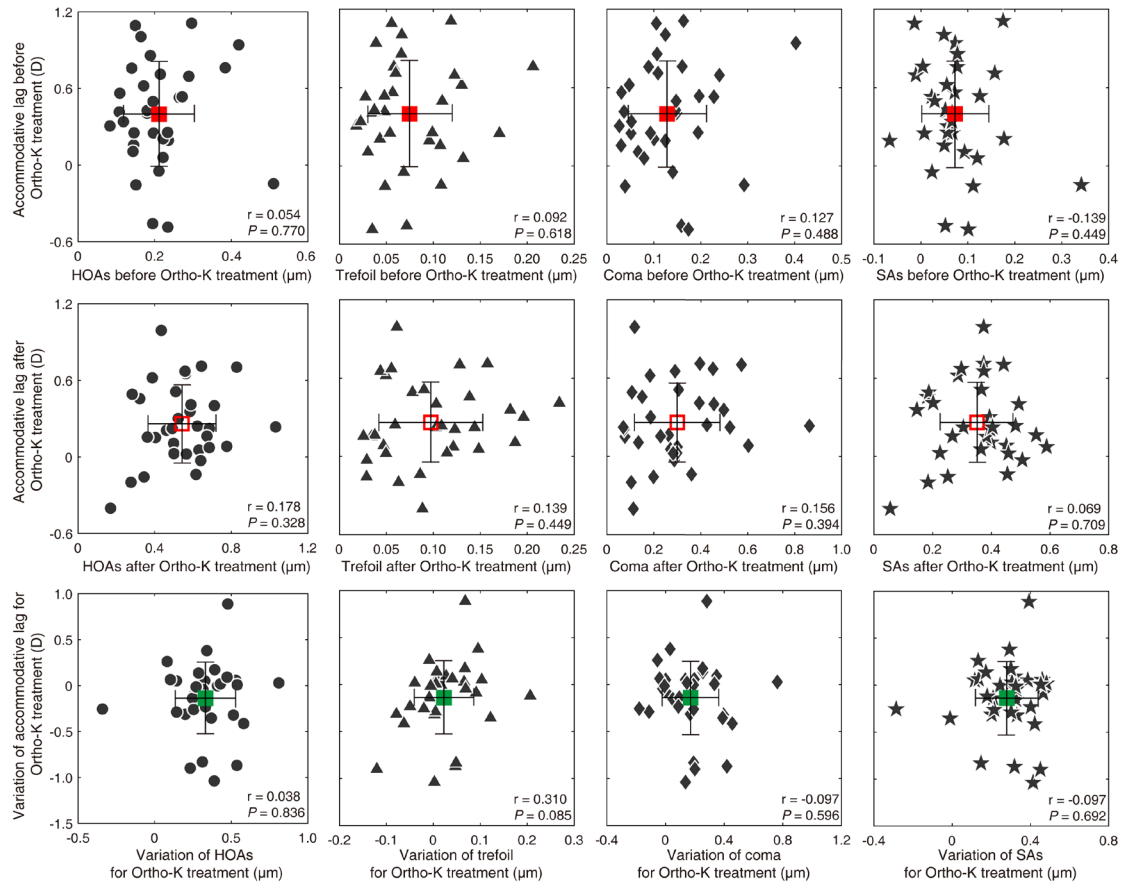 Accommodative lag before
Ortho-K treatment (D)
1.2
0.6
0
-0.6
r = 0.054
P = 0.770
0 0.2 0.4 0.6
HOAs before Ortho-K treatment (μm)
r = 0.092
P = 0.618
0 0.05 0.10 0.15 0.20 0.25
Trefoil before Ortho-K treatment (μm)
r = 0.127
P = 0.488
0 0.1 0.2 0.3 0.4 0.5
Coma before Ortho-K treatment (μm)
r = -0.139
P = 0.449
-0.1 0 0.1 0.2 0.3 0.4
SAs before Ortho-K treatment (μm)
Accommodative lag after
Ortho-K treatment (D)
1.2
0.6
0
-0.6
r = 0.178
P = 0.328
0 0.4 0.8 1.2
HOAs after Ortho-K treatment (μm)
r = 0.139
P = 0.449
0 0.05 0.10 0.15 0.20 0.25
Trefoil after Ortho-K treatment (μm)
r = 0.156
P = 0.394
0 0.2 0.4 0.6 0.8 1.0
Coma after Ortho-K treatment (μm)
r = 0.069
P = 0.709
0 0.2 0.4 0.6 0.8
SAs after Ortho-K treatment (μm)
Variation of accommodative lag for
Ortho-K treatment (D)
1.0
0.5
0
-0.5
-1.0
-1.5
r = 0.038
P = 0.836
-0.5 0 0.5 1.0
Variation of HOAs
for Ortho-K treatment (μm)
r = 0.310
P = 0.085
-0.2 -0.1 0 0.1 0.2 0.3
Variation of trefoil
for Ortho-K treatment (μm)
r = -0.097
P = 0.596
-0.4 0 0.4 0.8 1.2
Variation of coma
for Ortho-K treatment (μm)
r = -0.097
P = 0.692
-0.4 0 0.4 0.8
Variation of SAs
for Ortho-K treatment (μm)